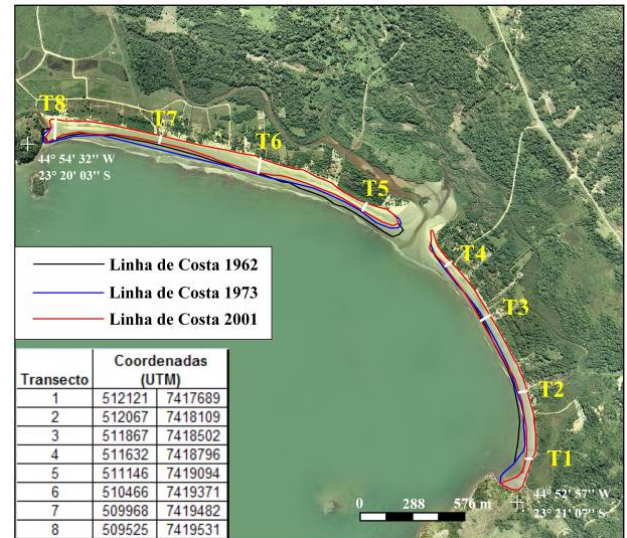 T8
T7
T6
T5
44° 54' 32'' W
23° 20' 03'' S
T4
Linha de Costa 1962
Linha de Costa 1973
Linha de Costa 2001
T3
Transecto Coordenadas (UTM)
1 512121 7417689
2 512067 7418109
3 511867 7418502
4 511632 7418796
5 511146 7419094
6 510466 7419371
7 509968 7419482
8 509525 7419531
T2
T1
0 288 576 m
44° 52' 57'' W
23° 21' 07'' S